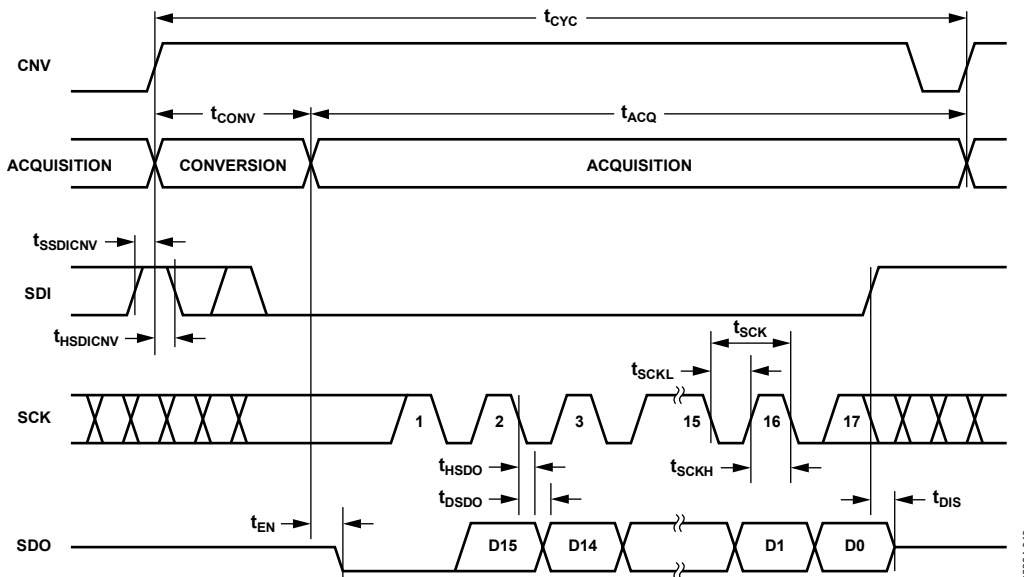 tCYC
CNV
tCONV
tACQ
ACQUISITION CONVERSION ACQUISITION
tSSDICNV
SDI
tHSDICNV
tSCK
tSCKL
SCK 1 2 3 15 16 17
tHSDO
tSCKH
tDSDO
tDIS
tEN
SDO D15 D14 D1 D0